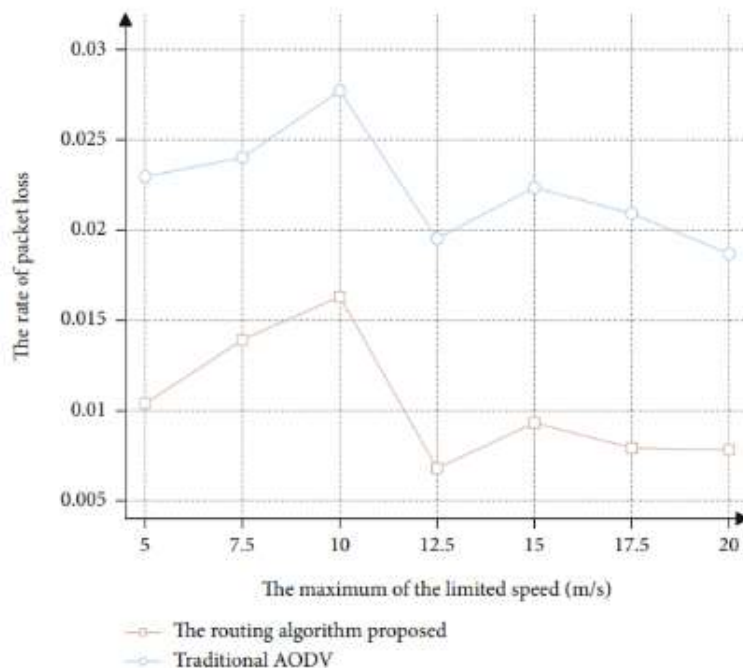 0.03
0.025
0.02
0.015
0.01
0.005
The rate of packet loss
5 7.5 10 12.5 15 17.5 20
The maximum of the limited speed (m/s)
The routing algorithm proposed
Traditional AODV